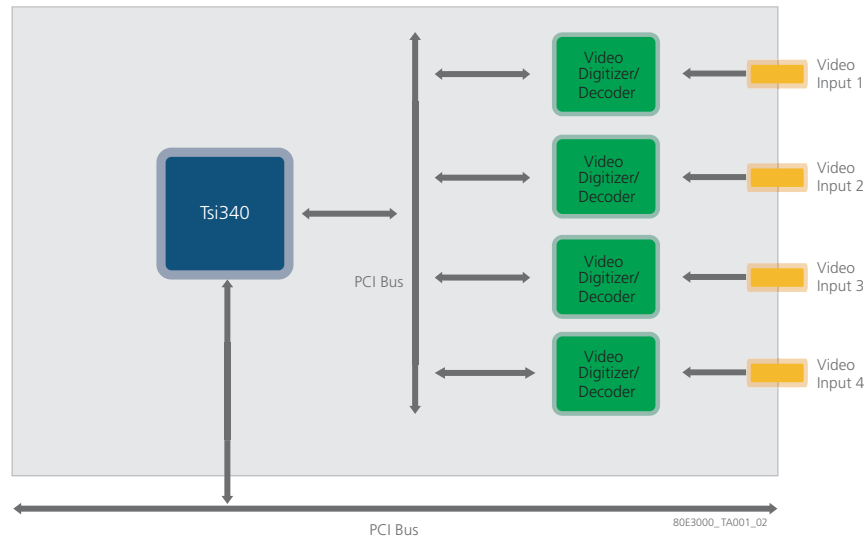 Video
Digitizer/
Decoder
Video
Input 1
Video
Digitizer/
Decoder
Video
Input 2
Tsi340
Video
Digitizer/
Decoder
Video
Input 3
PCI Bus
Video
Digitizer/
Decoder
Video
Input 4
80E3000_TA001_02
PCI Bus